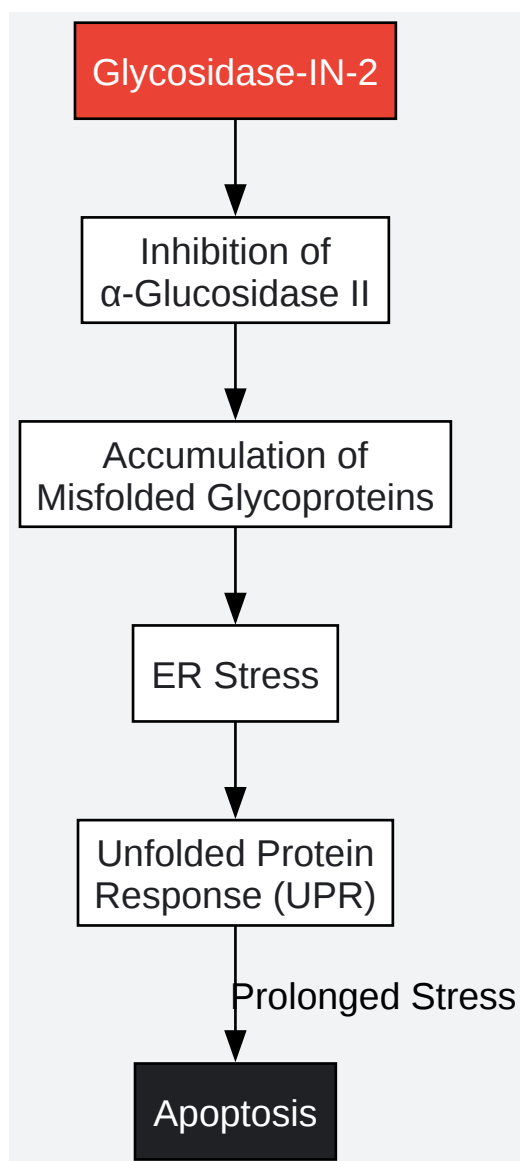 Glycosidase-IN-2
Inhibition of
α-Glucosidase II
Accumulation of
Misfolded Glycoproteins
ER Stress
Unfolded Protein
Response (UPR)
Prolonged Stress
Apoptosis